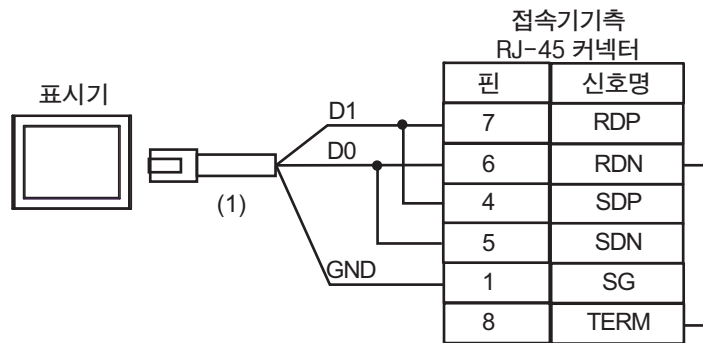 접속기기측
RJ-45 커넥터
표시기
핀 신호명
D1
7 RDP
D0
6 RDN
4 SDP
(1)
5 SDN
GND
1 SG
8 TERM